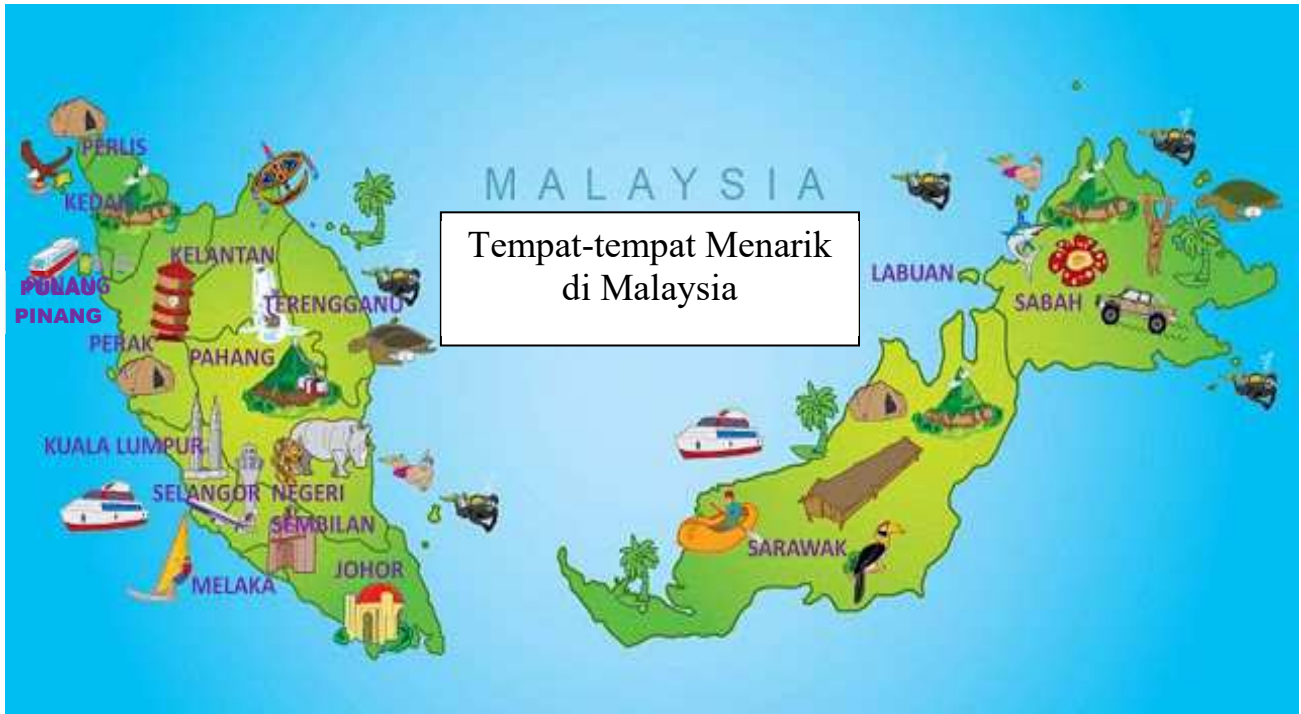 MALAYSIA
Tempat-tempat Menarik
di Malaysia
PERLIS
KEDAH
KELANTAN
PULAU
PINANG
TERENGGANU
PERAK
PAHANG
KUALA LUMPUR
SELANGOR
NEGERI
SEMBILAN
MELAKA
JOHOR
LABUAN
SABAH
SARAWAK